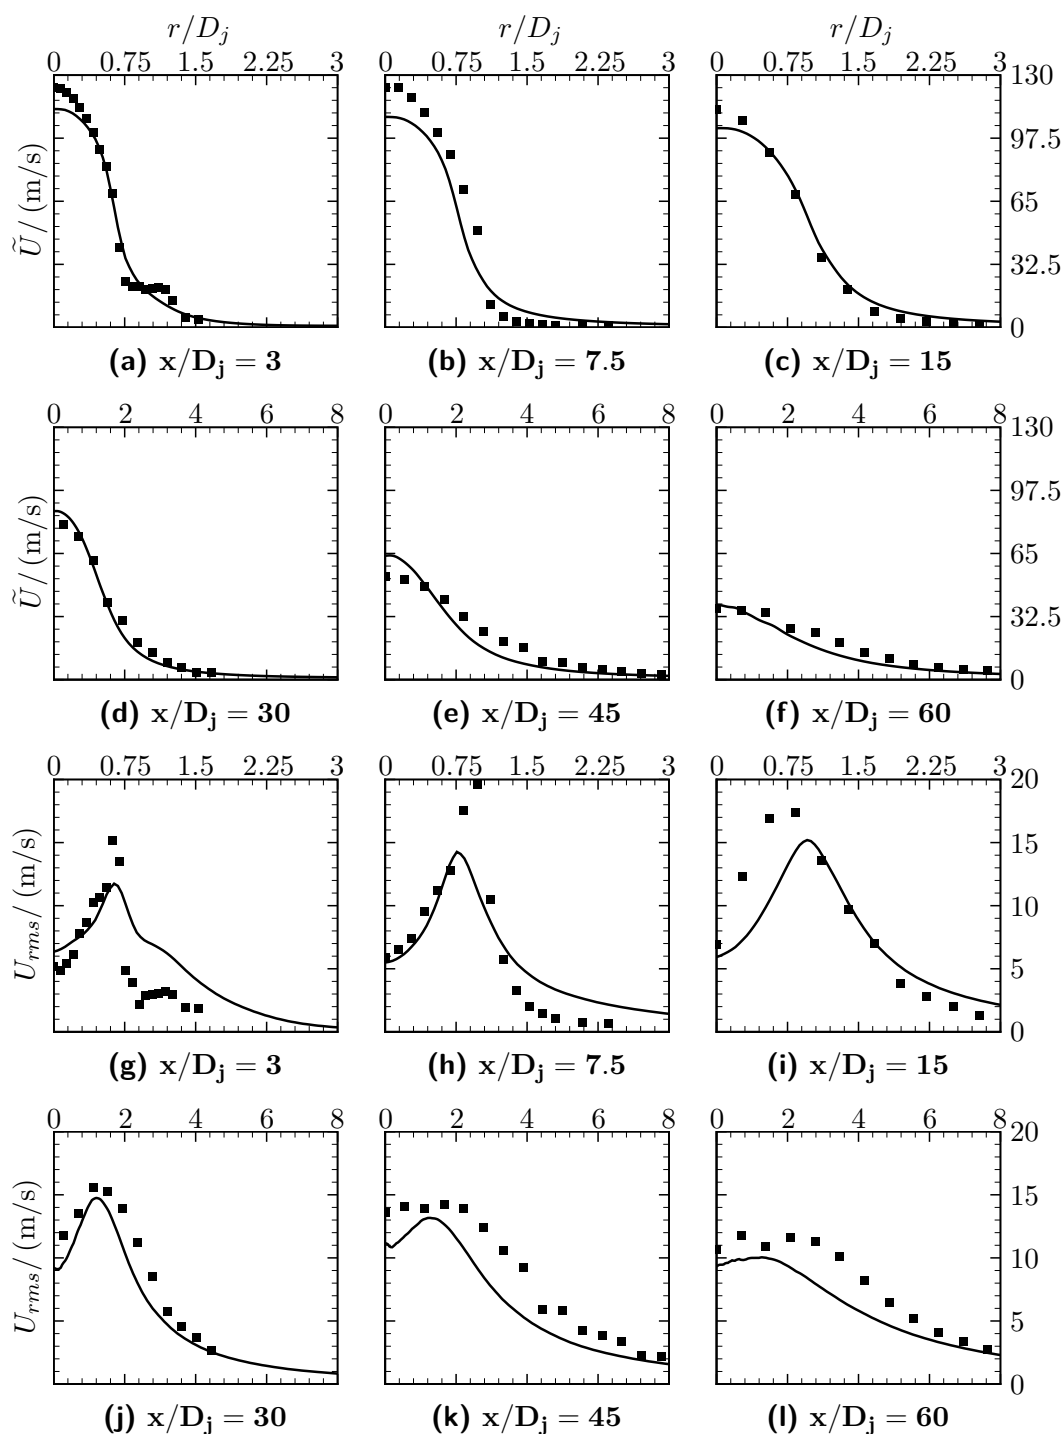 r/D_j r/D_j r/D_j
0 0.75 1.5 2.25 3 0 0.75 1.5 2.25 3 0 0.75 1.5 2.25 3
130
97.5
65
32.5
0
Ũ/(m/s)
(a) x/D_j = 3 (b) x/D_j = 7.5 (c) x/D_j = 15
0 2 4 6 8 0 2 4 6 8 0 2 4 6 8
130
97.5
65
32.5
0
Ũ/(m/s)
(d) x/D_j = 30 (e) x/D_j = 45 (f) x/D_j = 60
0 0.75 1.5 2.25 3 0 0.75 1.5 2.25 3 0 0.75 1.5 2.25 3
20
15
10
5
0
U_rms/(m/s)
(g) x/D_j = 3 (h) x/D_j = 7.5 (i) x/D_j = 15
0 2 4 6 8 0 2 4 6 8 0 2 4 6 8
20
15
10
5
0
U_rms/(m/s)
(j) x/D_j = 30 (k) x/D_j = 45 (l) x/D_j = 60